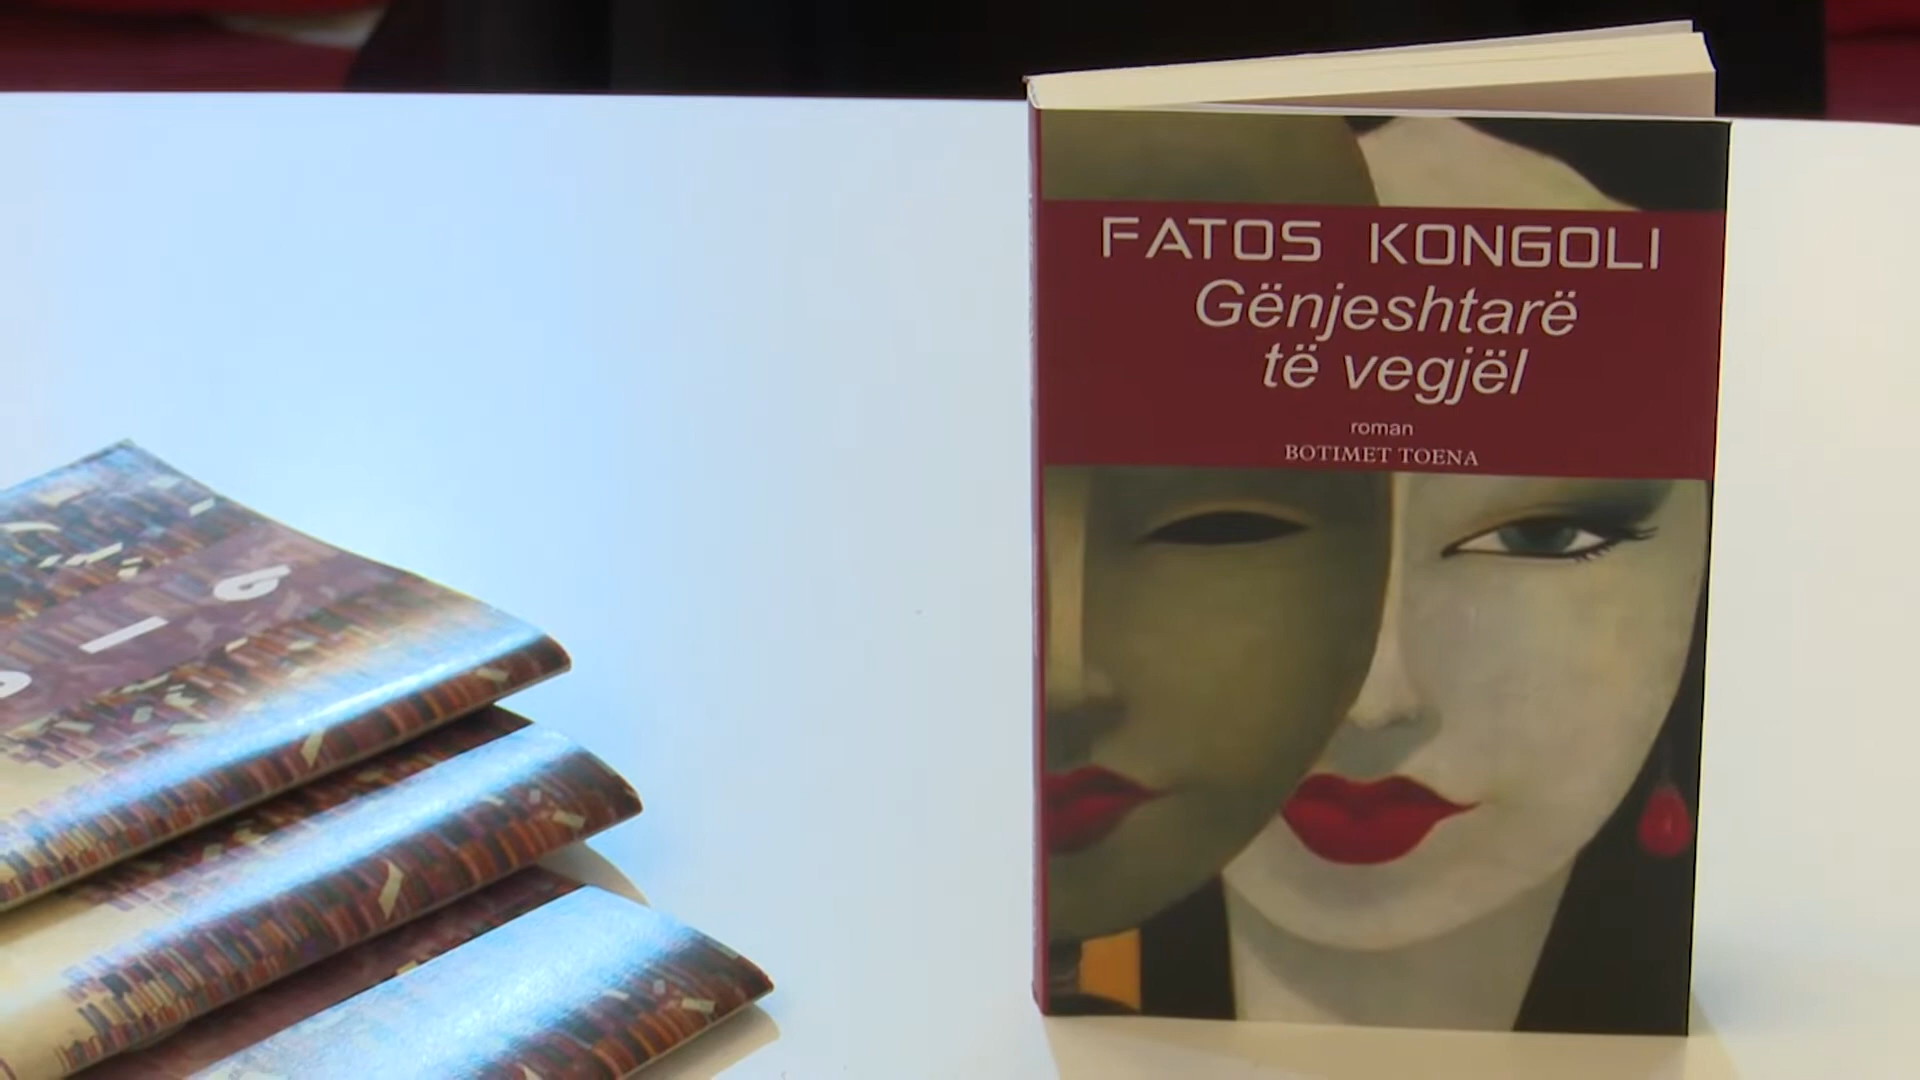 FATOS KONGOLI
Gënjeshtarë
të vegjël
roman
BOTIMET TOENA